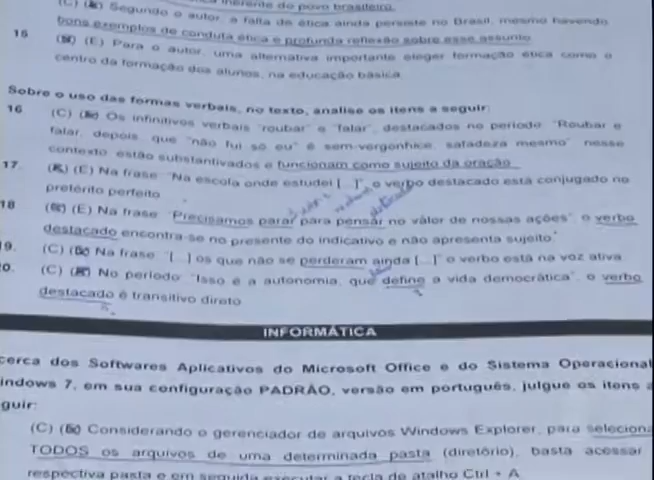 inerente do povo brasileiro.
Segundo o autor, a falta de ética ainda persiste no Brasil, mesmo havendo
bons exemplos de conduta ética e profunda reflexão sobre esse assunto.
15 (E) Para o autor, uma alternativa importante eleger formação ética como o
centro da formação dos alunos, na educação básica.
Sobre o uso das formas verbais, no texto, analise os itens a seguir:
16 (C) Os infinitivos verbais "roubar" e "falar", destacados no período "Roubar e
falar, depois, que "não fui só eu" é sem-vergonhice, safadeza mesmo" nesse
contexto, estão substantivados e funcionam como sujeito da oração.
17. (E) Na frase "Na escola onde estudei [...]", o verbo destacado está conjugado no
pretérito perfeito.
18 (E) Na frase "Precisamos parar para pensar no valor de nossas ações", o verbo
destacado encontra-se no presente do indicativo e não apresenta sujeito.
9. (C) Na frase "[...] os que não se perderam ainda [...]" o verbo está na voz ativa.
0. (C) No período "Isso é a autonomia, que define a vida democrática", o verbo
destacado é transitivo direto.
INFORMÁTICA
cerca dos Softwares Aplicativos do Microsoft Office e do Sistema Operacional
indows 7, em sua configuração PADRÃO, versão em português, julgue os itens a
guir:
(C) Considerando o gerenciador de arquivos Windows Explorer, para seleciona
TODOS os arquivos de uma determinada pasta (diretório), basta acessar
respectiva pasta e em seguida executar a tecla de atalho Ctrl + A